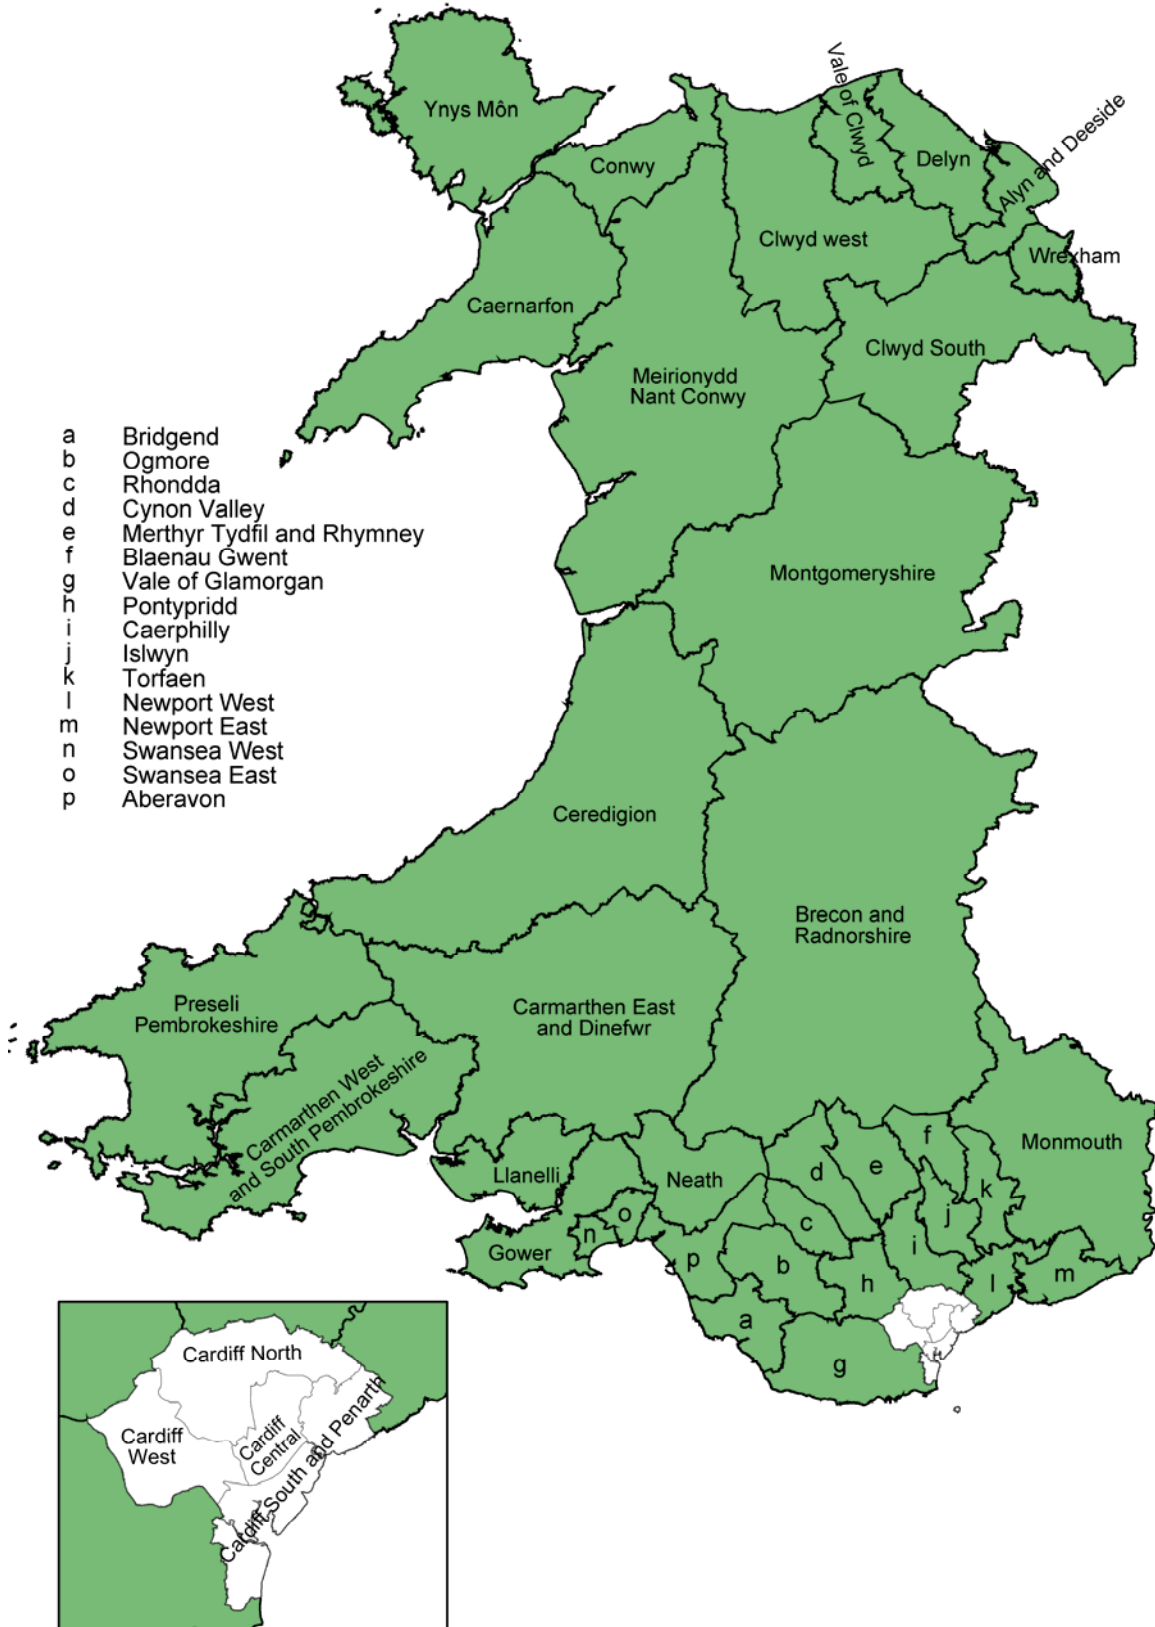 Ynys Môn
Conwy
Vale of Clwyd
Delyn
Alyn and Deeside
Clwyd west
Wrexham
Caernarfon
Clwyd South
Meirionydd
Nant Conwy
a Bridgend
b Ogmore
c Rhondda
d Cynon Valley
e Merthyr Tydfil and Rhymney
f Blaenau Gwent
g Vale of Glamorgan
h Pontypridd
i Caerphilly
j Islwyn
k Torfaen
l Newport West
m Newport East
n Swansea West
o Swansea East
p Aberavon
Montgomeryshire
Ceredigion
Brecon and
Radnorshire
Preseli
Pembrokeshire
Carmarthen East
and Dinefwr
Carmarthen West
and South Pembrokeshire
Llanelli
Neath
Monmouth
Gower
f
d
e
k
o
c
j
n
p
b
i
h
l
m
a
g
Cardiff North
Cardiff
West
Cardiff
Central
Cardiff South and Penarth